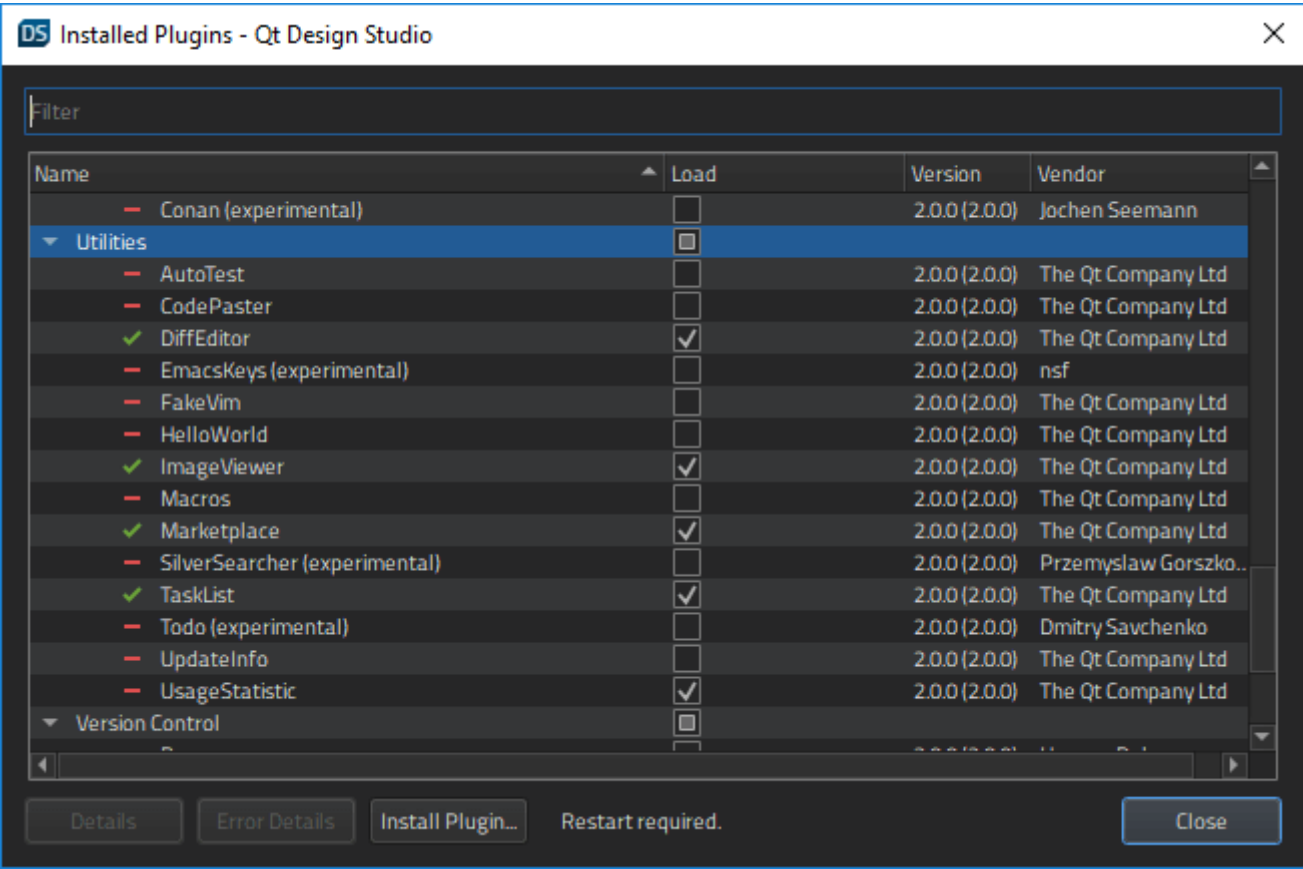 DS Installed Plugins - Qt Design Studio
Filter
Name Load Version Vendor
Conan (experimental) 2.0.0 (2.0.0) Jochen Seemann
Utilities
AutoTest 2.0.0 (2.0.0) The Qt Company Ltd
CodePaster 2.0.0 (2.0.0) The Qt Company Ltd
DiffEditor 2.0.0 (2.0.0) The Qt Company Ltd
EmacsKeys (experimental) 2.0.0 (2.0.0) nsf
FakeVim 2.0.0 (2.0.0) The Qt Company Ltd
HelloWorld 2.0.0 (2.0.0) The Qt Company Ltd
ImageViewer 2.0.0 (2.0.0) The Qt Company Ltd
Macros 2.0.0 (2.0.0) The Qt Company Ltd
Marketplace 2.0.0 (2.0.0) The Qt Company Ltd
SilverSearcher (experimental) 2.0.0 (2.0.0) Przemyslaw Gorszko...
TaskList 2.0.0 (2.0.0) The Qt Company Ltd
Todo (experimental) 2.0.0 (2.0.0) Dmitry Savchenko
UpdateInfo 2.0.0 (2.0.0) The Qt Company Ltd
UsageStatistic 2.0.0 (2.0.0) The Qt Company Ltd
Version Control
Details Error Details Install Plugin... Restart required. Close